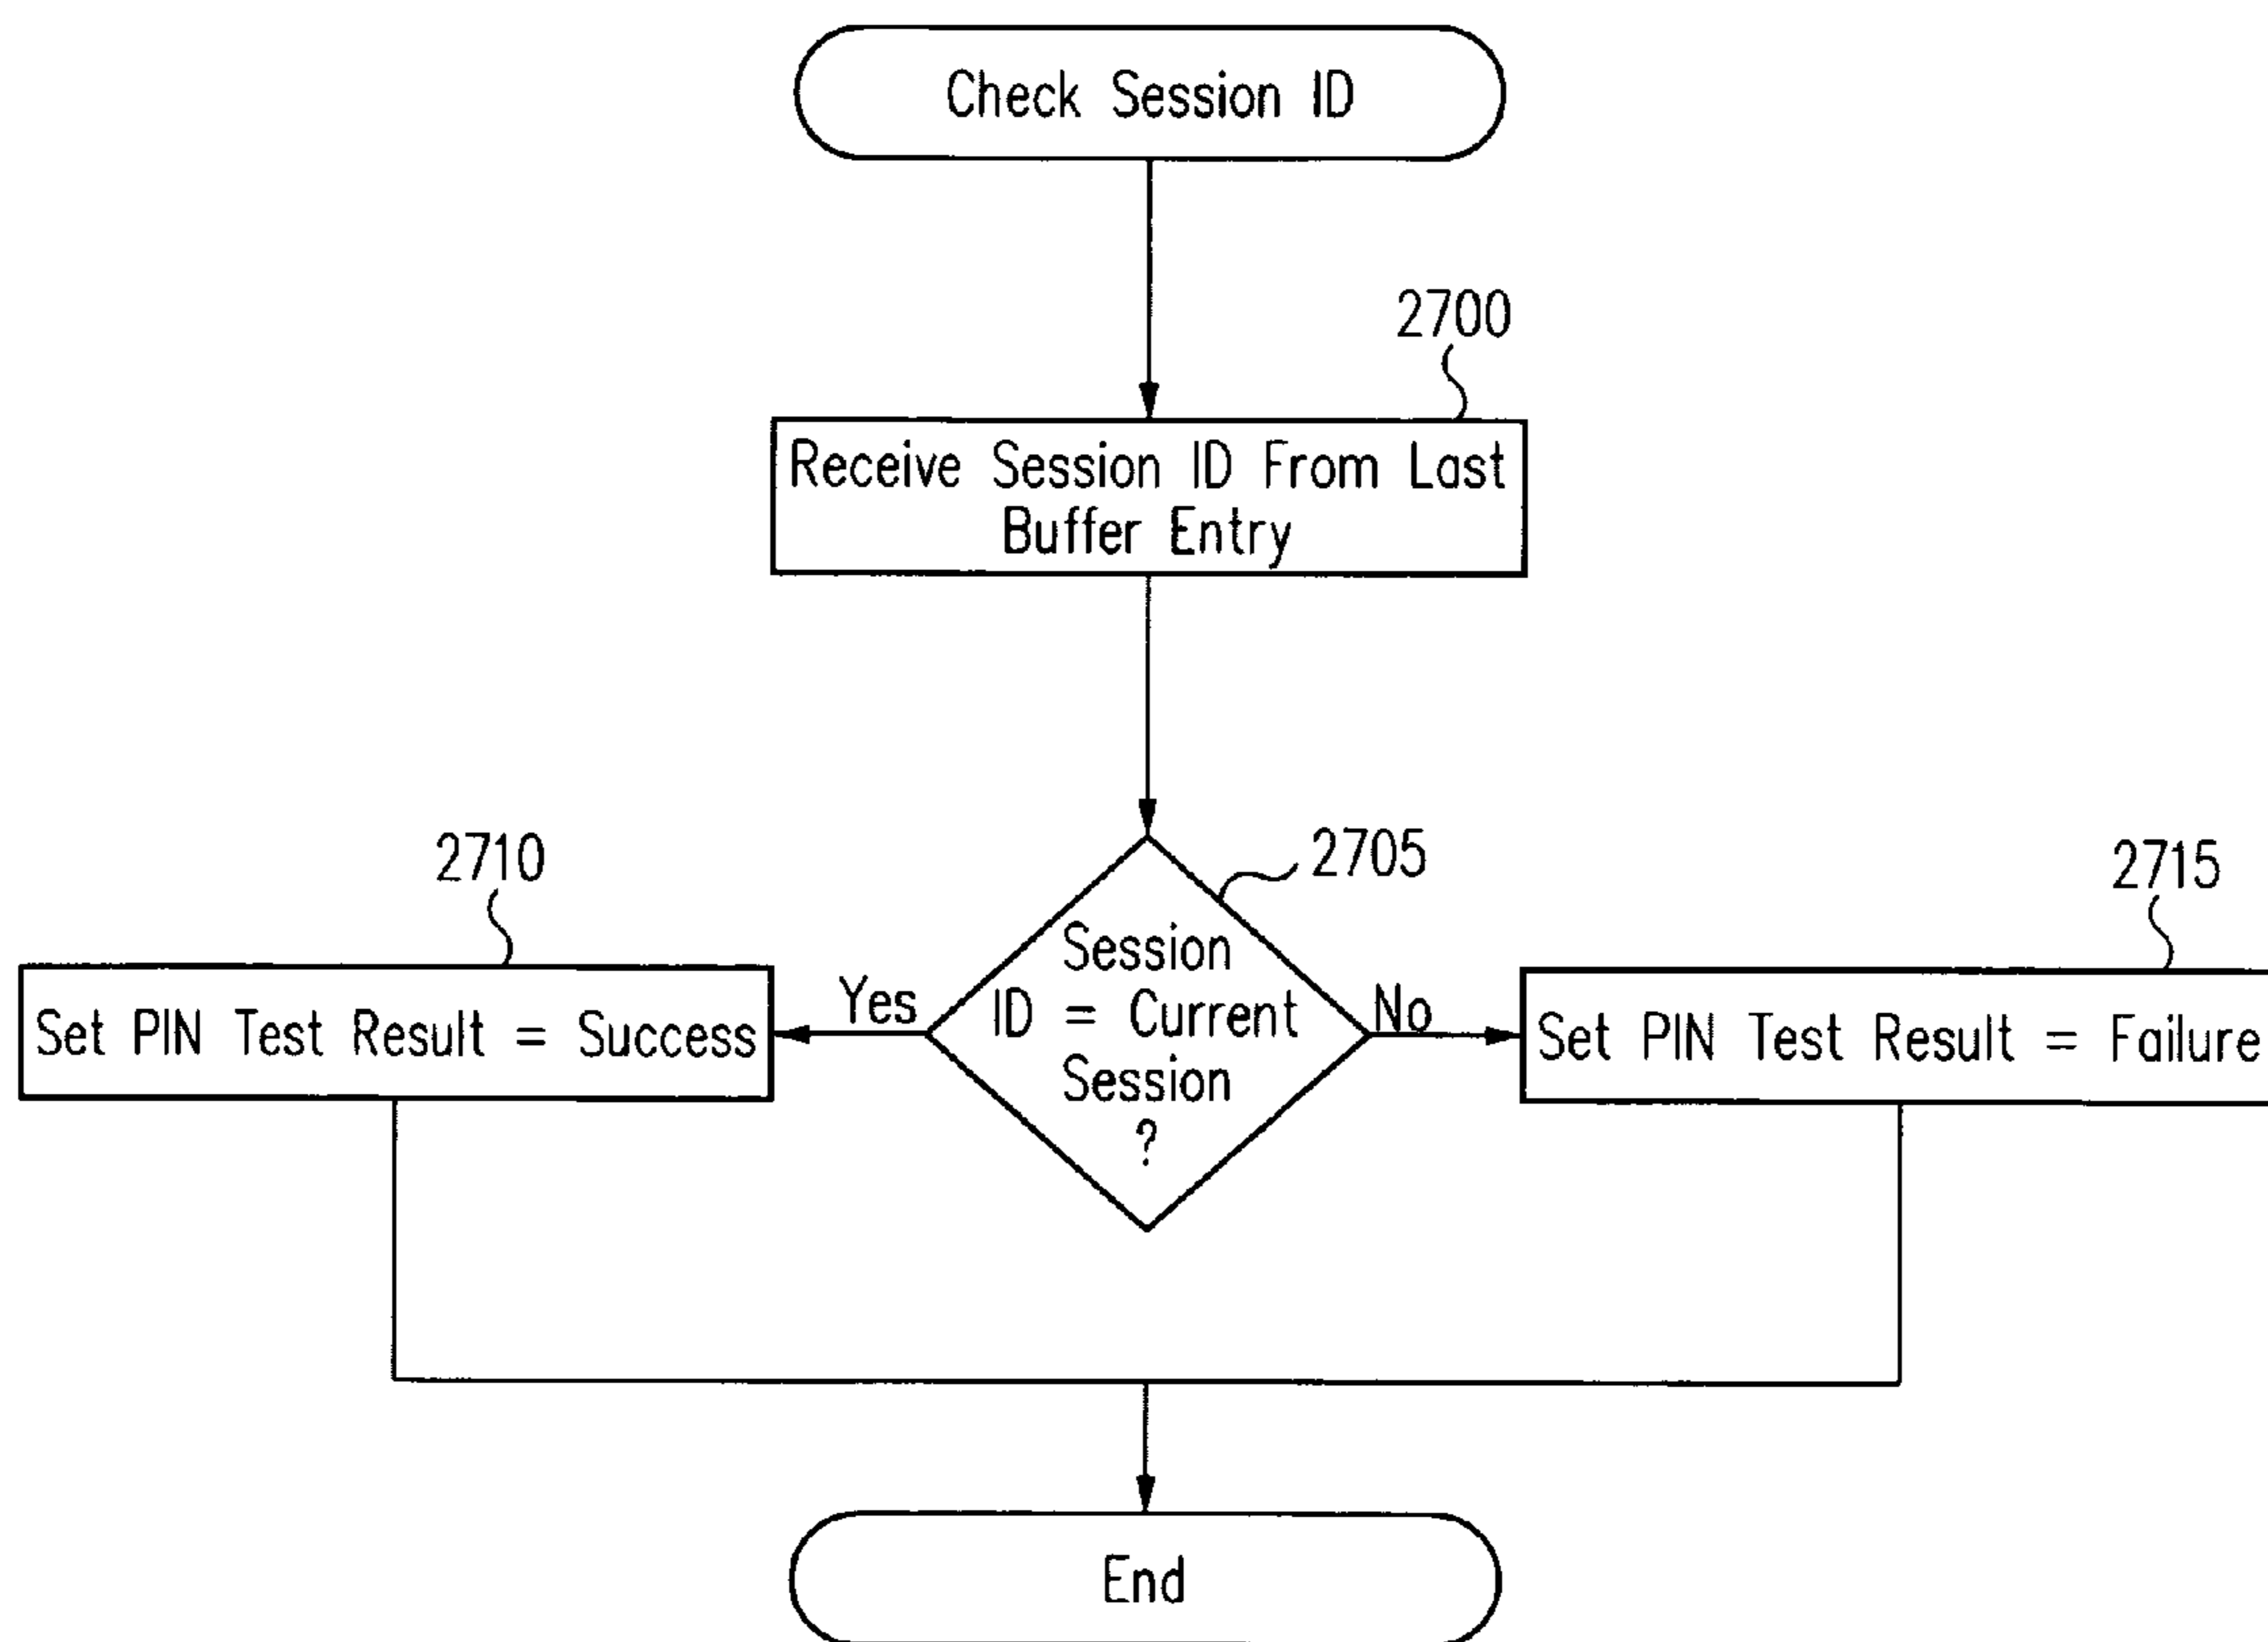 Check Session ID
2700
Receive Session ID From Last
Buffer Entry
2705
Session
ID = Current
Session
?
Yes
No
2710
Set PIN Test Result = Success
2715
Set PIN Test Result = Failure
End